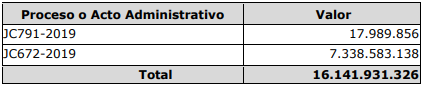 Proceso o Acto Administrativo Valor
JC791-2019 17.989.856
JC672-2019 7.338.583.138
Total 16.141.931.326